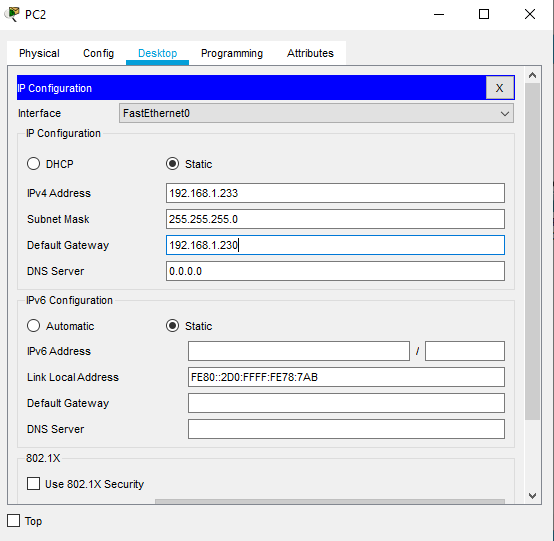 PC2
Physical Config Desktop Programming Attributes
IP Configuration X
Interface FastEthernet0
IP Configuration
DHCP Static
IPv4 Address 192.168.1.233
Subnet Mask 255.255.255.0
Default Gateway 192.168.1.230
DNS Server 0.0.0.0
IPv6 Configuration
Automatic Static
IPv6 Address /
Link Local Address FE80::2D0:FFFF:FE78:7AB
Default Gateway
DNS Server
802.1X
Use 802.1X Security
Top